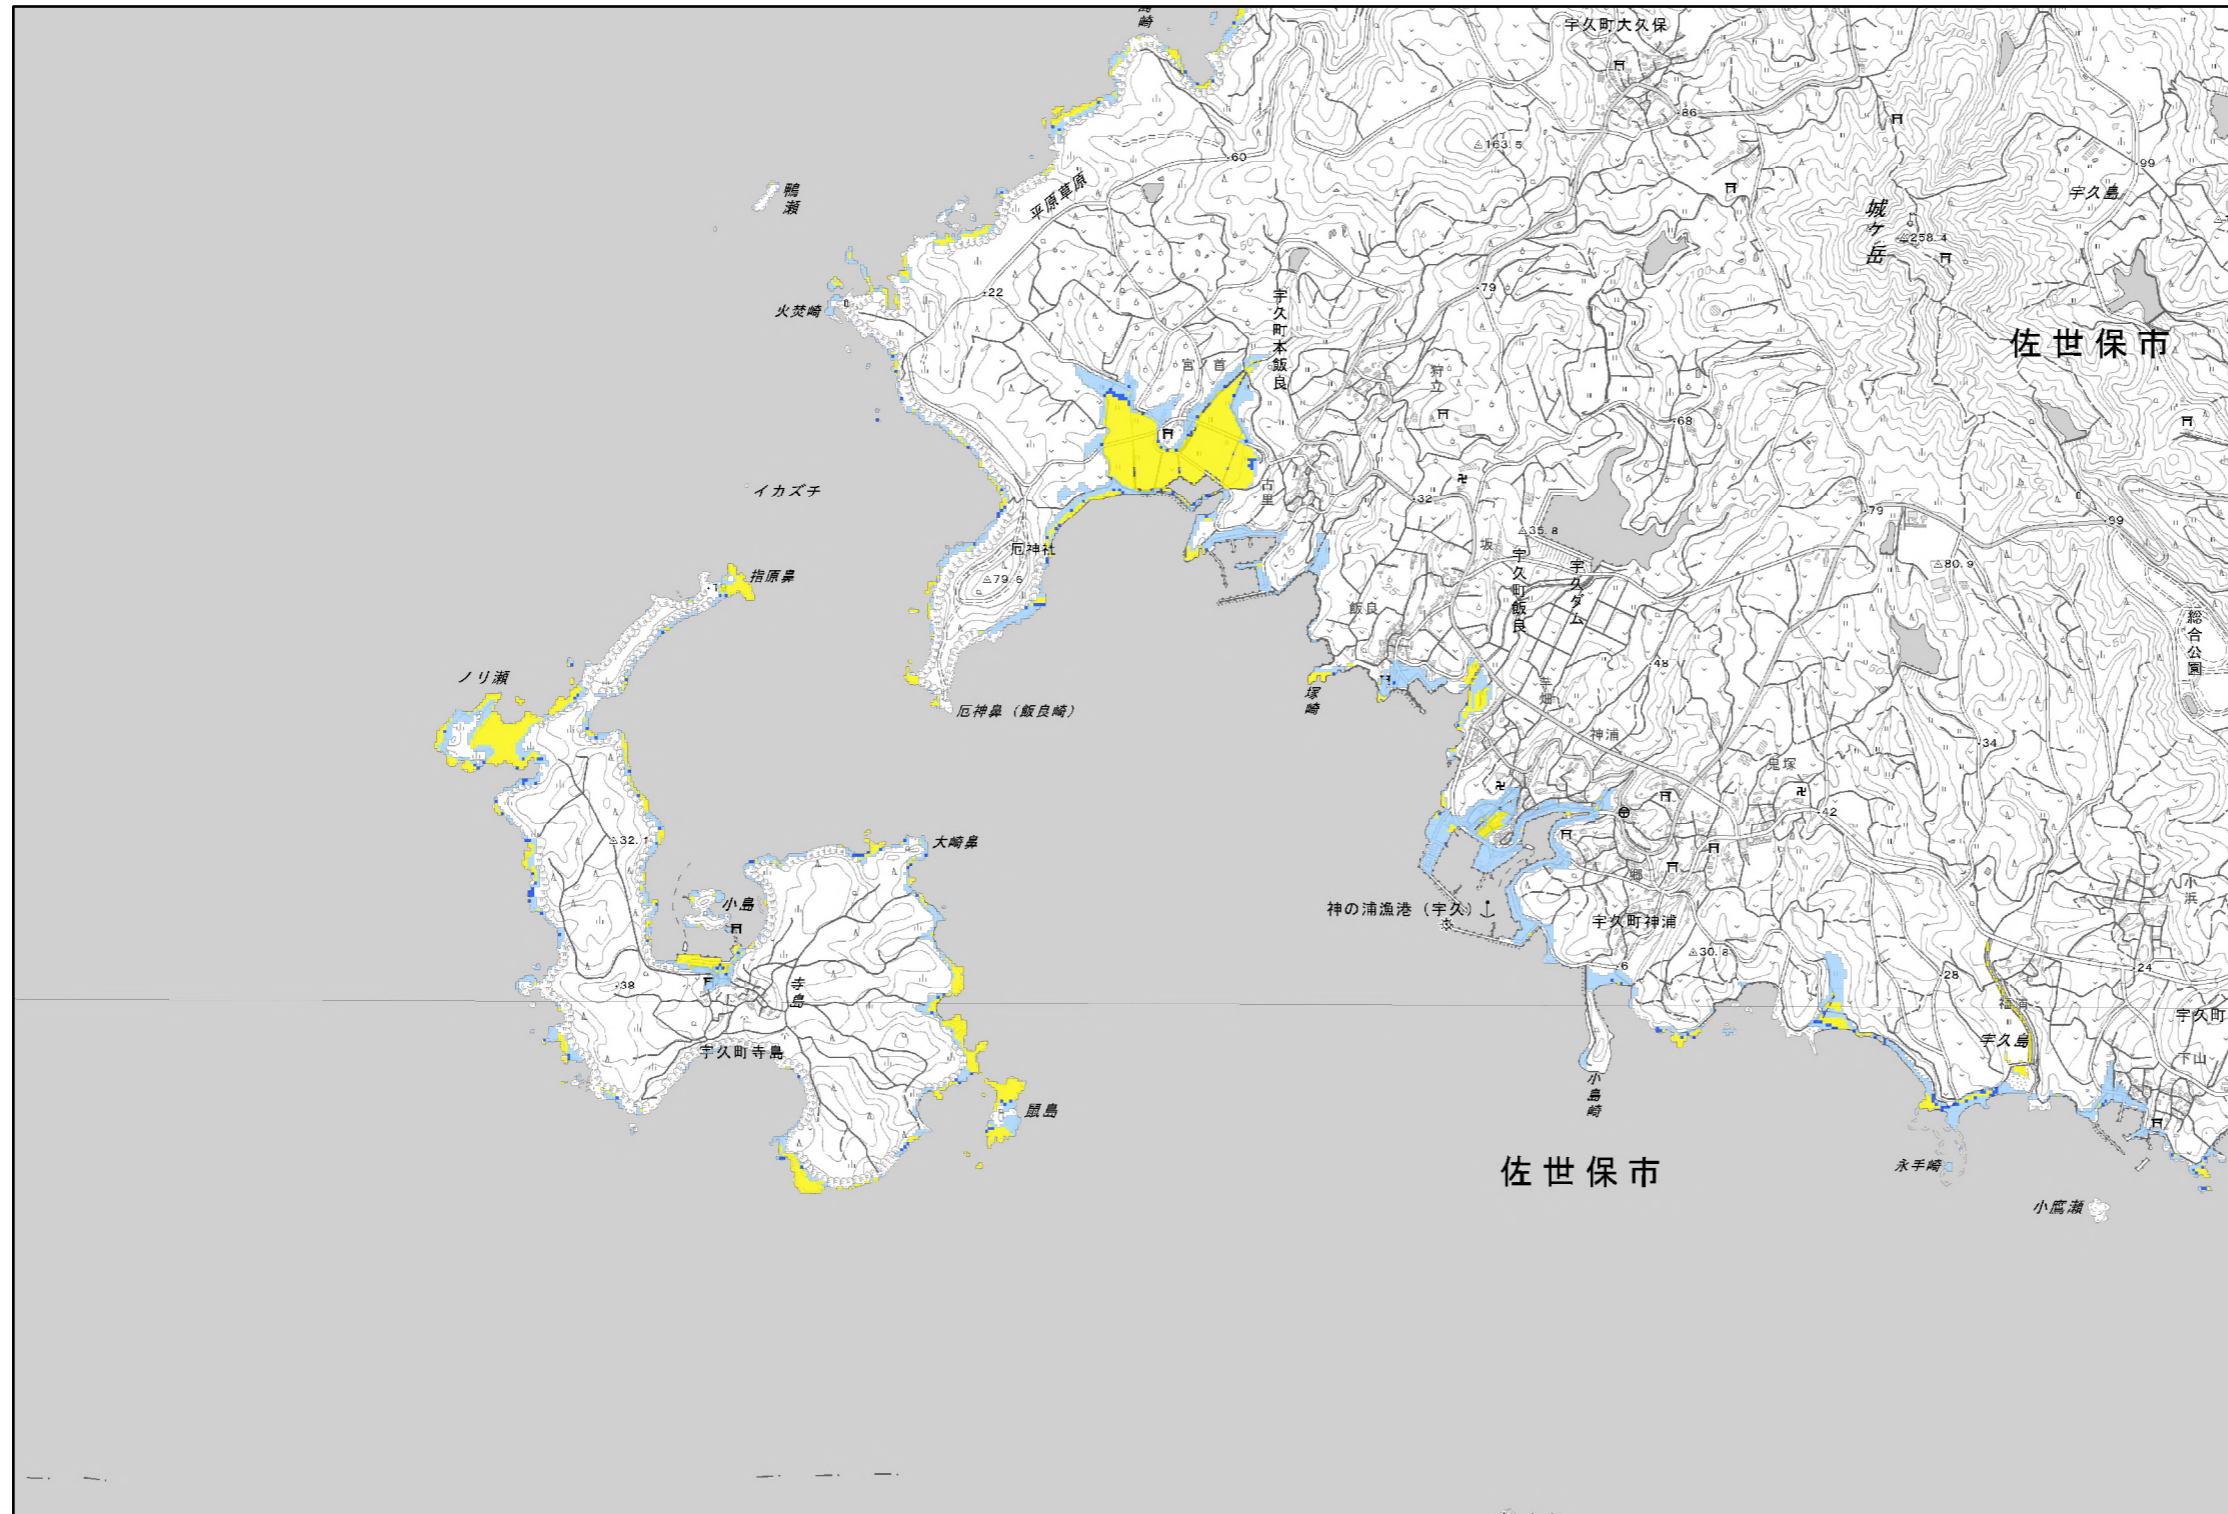 宇久町大久保
86
163.5
60
99
宇久島
鴨瀬
平原草原
城ケ岳
258.4
22
79
火焚崎
宇久町本飯良
佐世保市
宮ノ首
狩立
68
イカズチ
古里
32
79
99
坂
35.8
厄神社
79.6
指原鼻
宇久町飯良
宇久ダム
80.9
飯良
総合公園
48
ノリ瀬
塚崎
厄神鼻（飯良崎）
神浦
34
鬼塚
32.1
大崎鼻
42
郷
小浜
小島
神の浦漁港（宇久）
宇久町神浦
30.8
6
38
寺島
28
24
福浦
宇久町
宇久町寺島
宇久島
下山
小島崎
佐世保市
永手崎
小鷹瀬